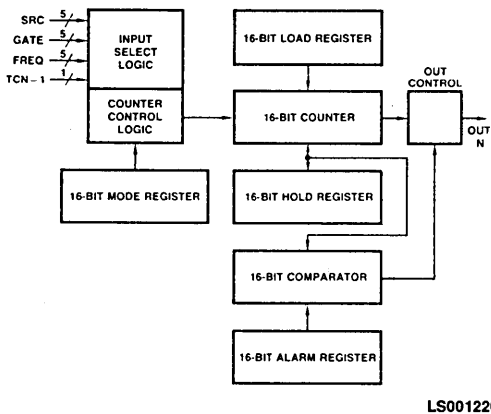 SRC 5
GATE 5
FREQ 5
TCN-1 1
INPUT
SELECT
LOGIC
COUNTER
CONTROL
LOGIC
16-BIT MODE REGISTER
16-BIT LOAD REGISTER
16-BIT COUNTER
16-BIT HOLD REGISTER
16-BIT COMPARATOR
16-BIT ALARM REGISTER
OUT
CONTROL
OUT
N